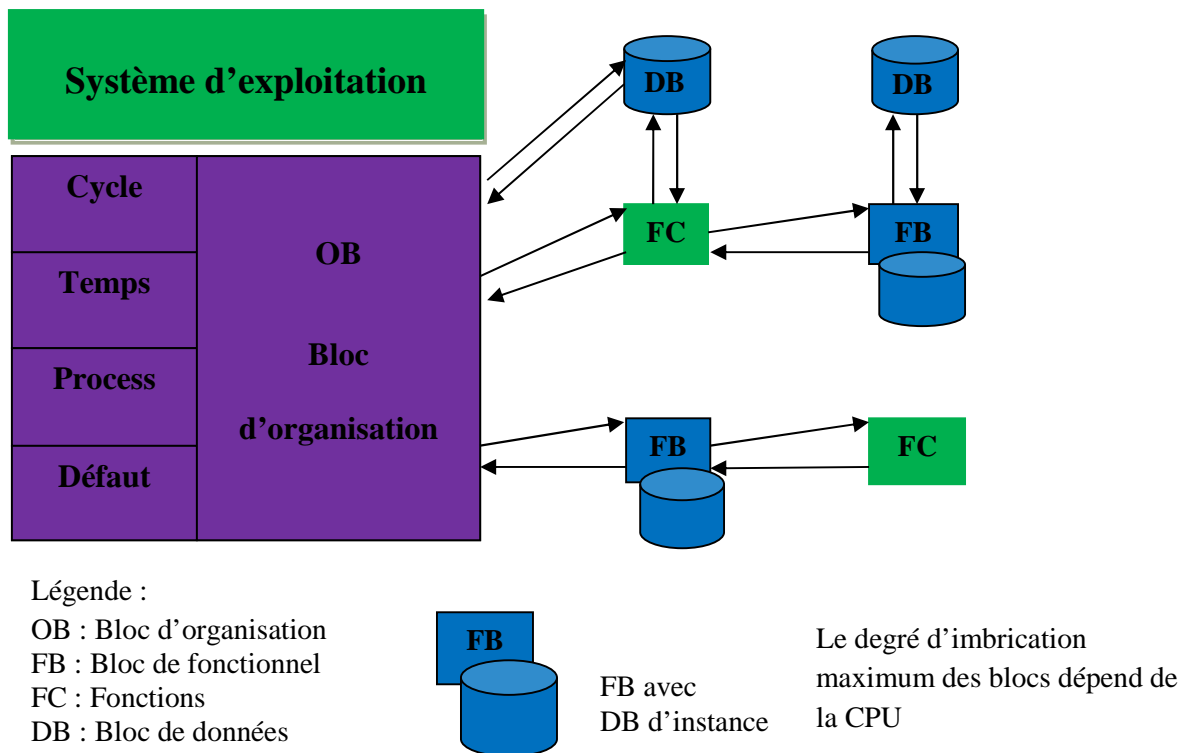 Système d'exploitation
DB
DB
Cycle
Temps
Process
Défaut
OB
Bloc
d'organisation
FC
FB
FB
FC
Légende :
OB : Bloc d'organisation
FB : Bloc de fonctionnel
FC : Fonctions
DB : Bloc de données
FB
FB avec
DB d'instance
Le degré d'imbrication
maximum des blocs dépend de
la CPU